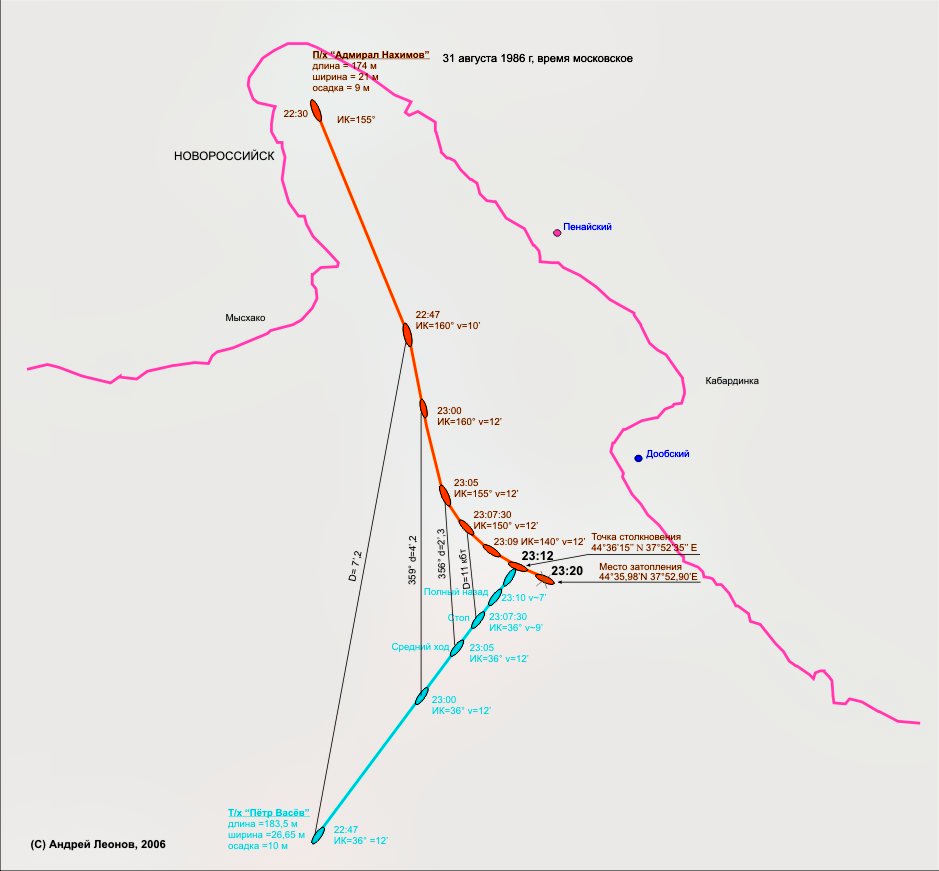 П/х "Адмирал Нахимов"
длина = 174 м
ширина = 21 м
осадка = 9 м
31 августа 1986 г, время московское
22:30
ИК=155°
НОВОРОССИЙСК
Пенайский
Мысхако
22:47
ИК=160° v=10'
Кабардинка
23:00
ИК=160° v=12'
Дообский
23:05
ИК=155° v=12'
23:07:30
ИК=150° v=12'
23:09 ИК=140° v=12'
Точка столкновения
44°36'15" N 37°52'35" E
23:12
Место затопления
44°35,98'N 37°52,90'E
23:20
D= 7',2
359° d=4',2
356° d=2',3
D=11 кбт
Полный назад
23:10 v~7'
Стоп
23:07:30
ИК=36° v~9'
Средний ход
23:05
ИК=36° v=12'
23:00
ИК=36° v=12'
Т/х "Пётр Васёв"
длина =183,5 м
ширина =26,65 м
осадка =10 м
22:47
ИК=36° =12'
(С) Андрей Леонов, 2006